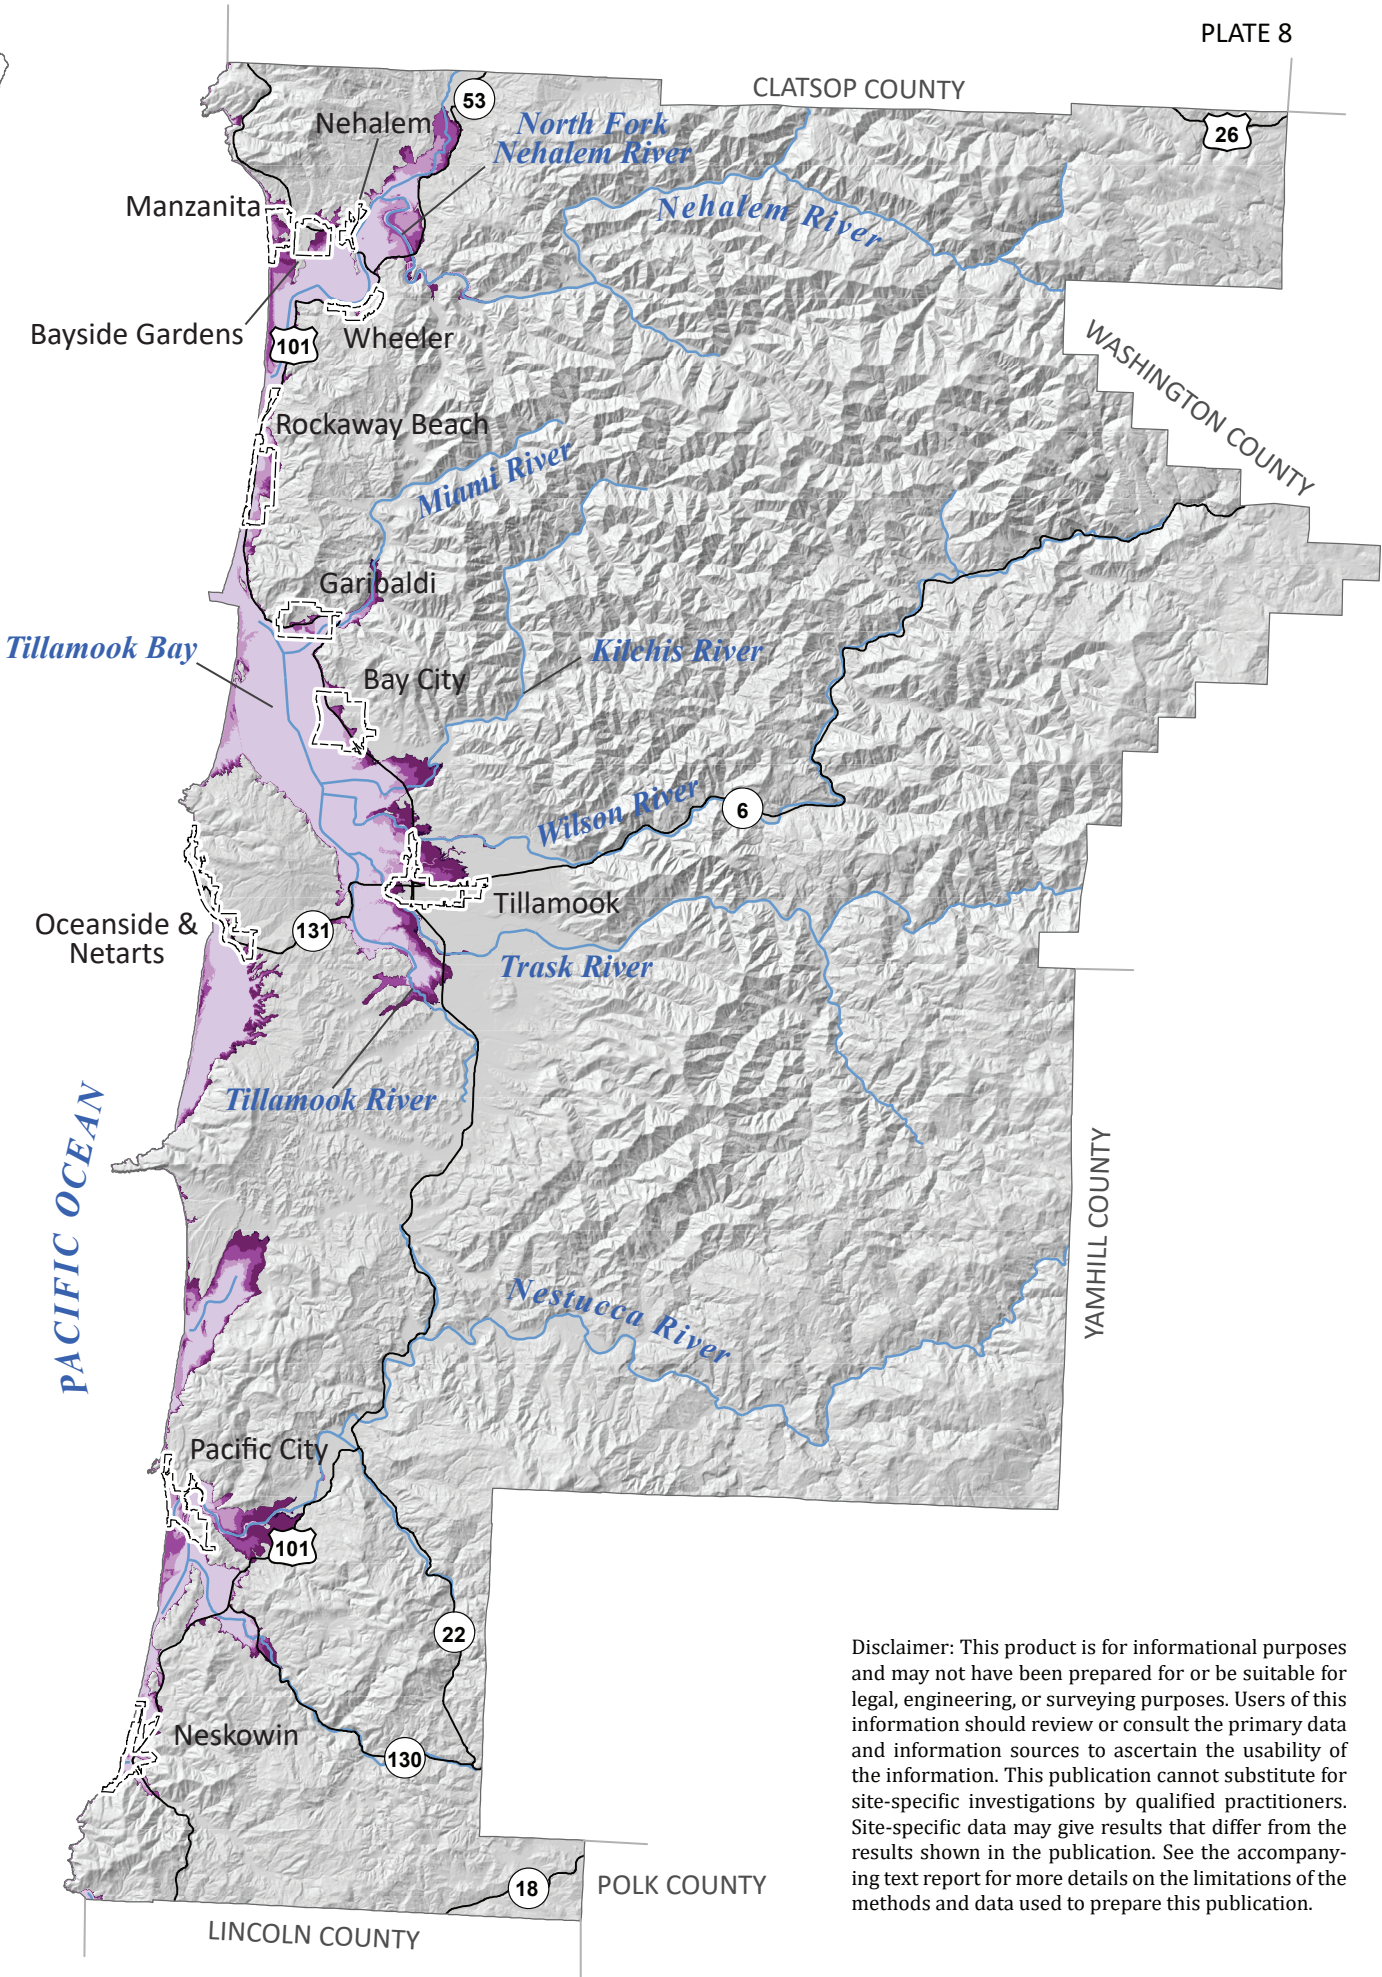 PLATE 8
CLATSOP COUNTY
53
26
Nehalem
North Fork
Nehalem River
Manzanita
Nehalem River
Bayside Gardens
101
Wheeler
WASHINGTON COUNTY
Rockaway Beach
Miami River
Garibaldi
Tillamook Bay
Kilchis River
Bay City
Wilson River
6
Tillamook
Oceanside &
Netarts
131
Trask River
Tillamook River
PACIFIC OCEAN
YAMHILL COUNTY
Nestucca River
Pacific City
101
22
Neskowin
130
18
POLK COUNTY
LINCOLN COUNTY
Disclaimer: This product is for informational purposes
and may not have been prepared for or be suitable for
legal, engineering, or surveying purposes. Users of this
information should review or consult the primary data
and information sources to ascertain the usability of
the information. This publication cannot substitute for
site-specific investigations by qualified practitioners.
Site-specific data may give results that differ from the
results shown in the publication. See the accompany-
ing text report for more details on the limitations of the
methods and data used to prepare this publication.